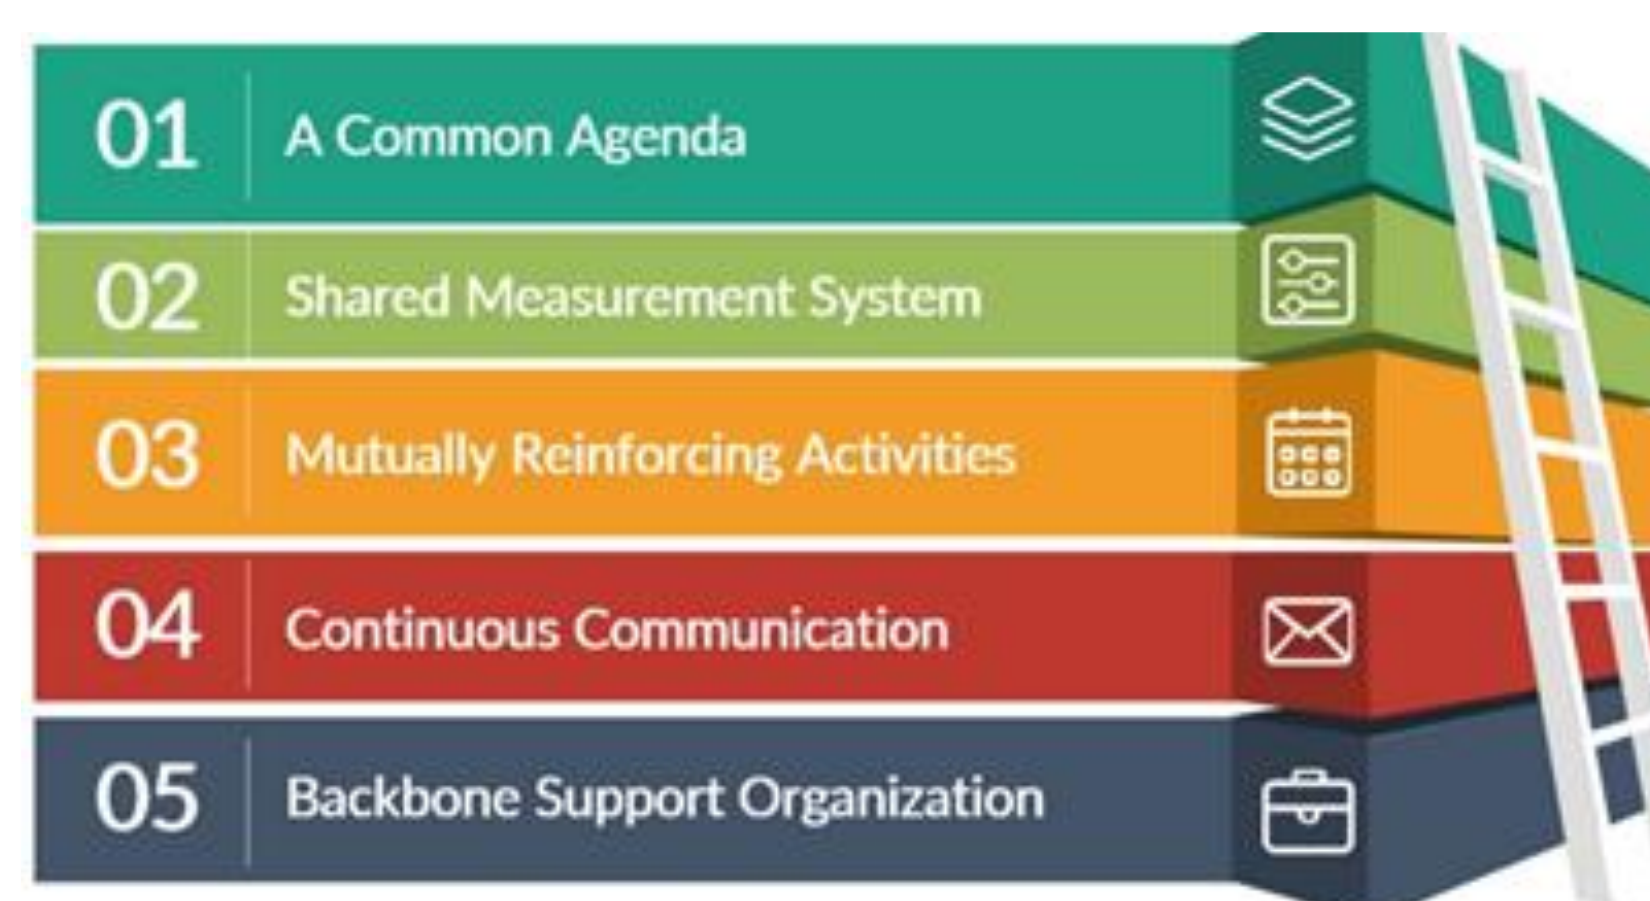 01 A Common Agenda
02 Shared Measurement System
03 Mutually Reinforcing Activities
04 Continuous Communication
05 Backbone Support Organization